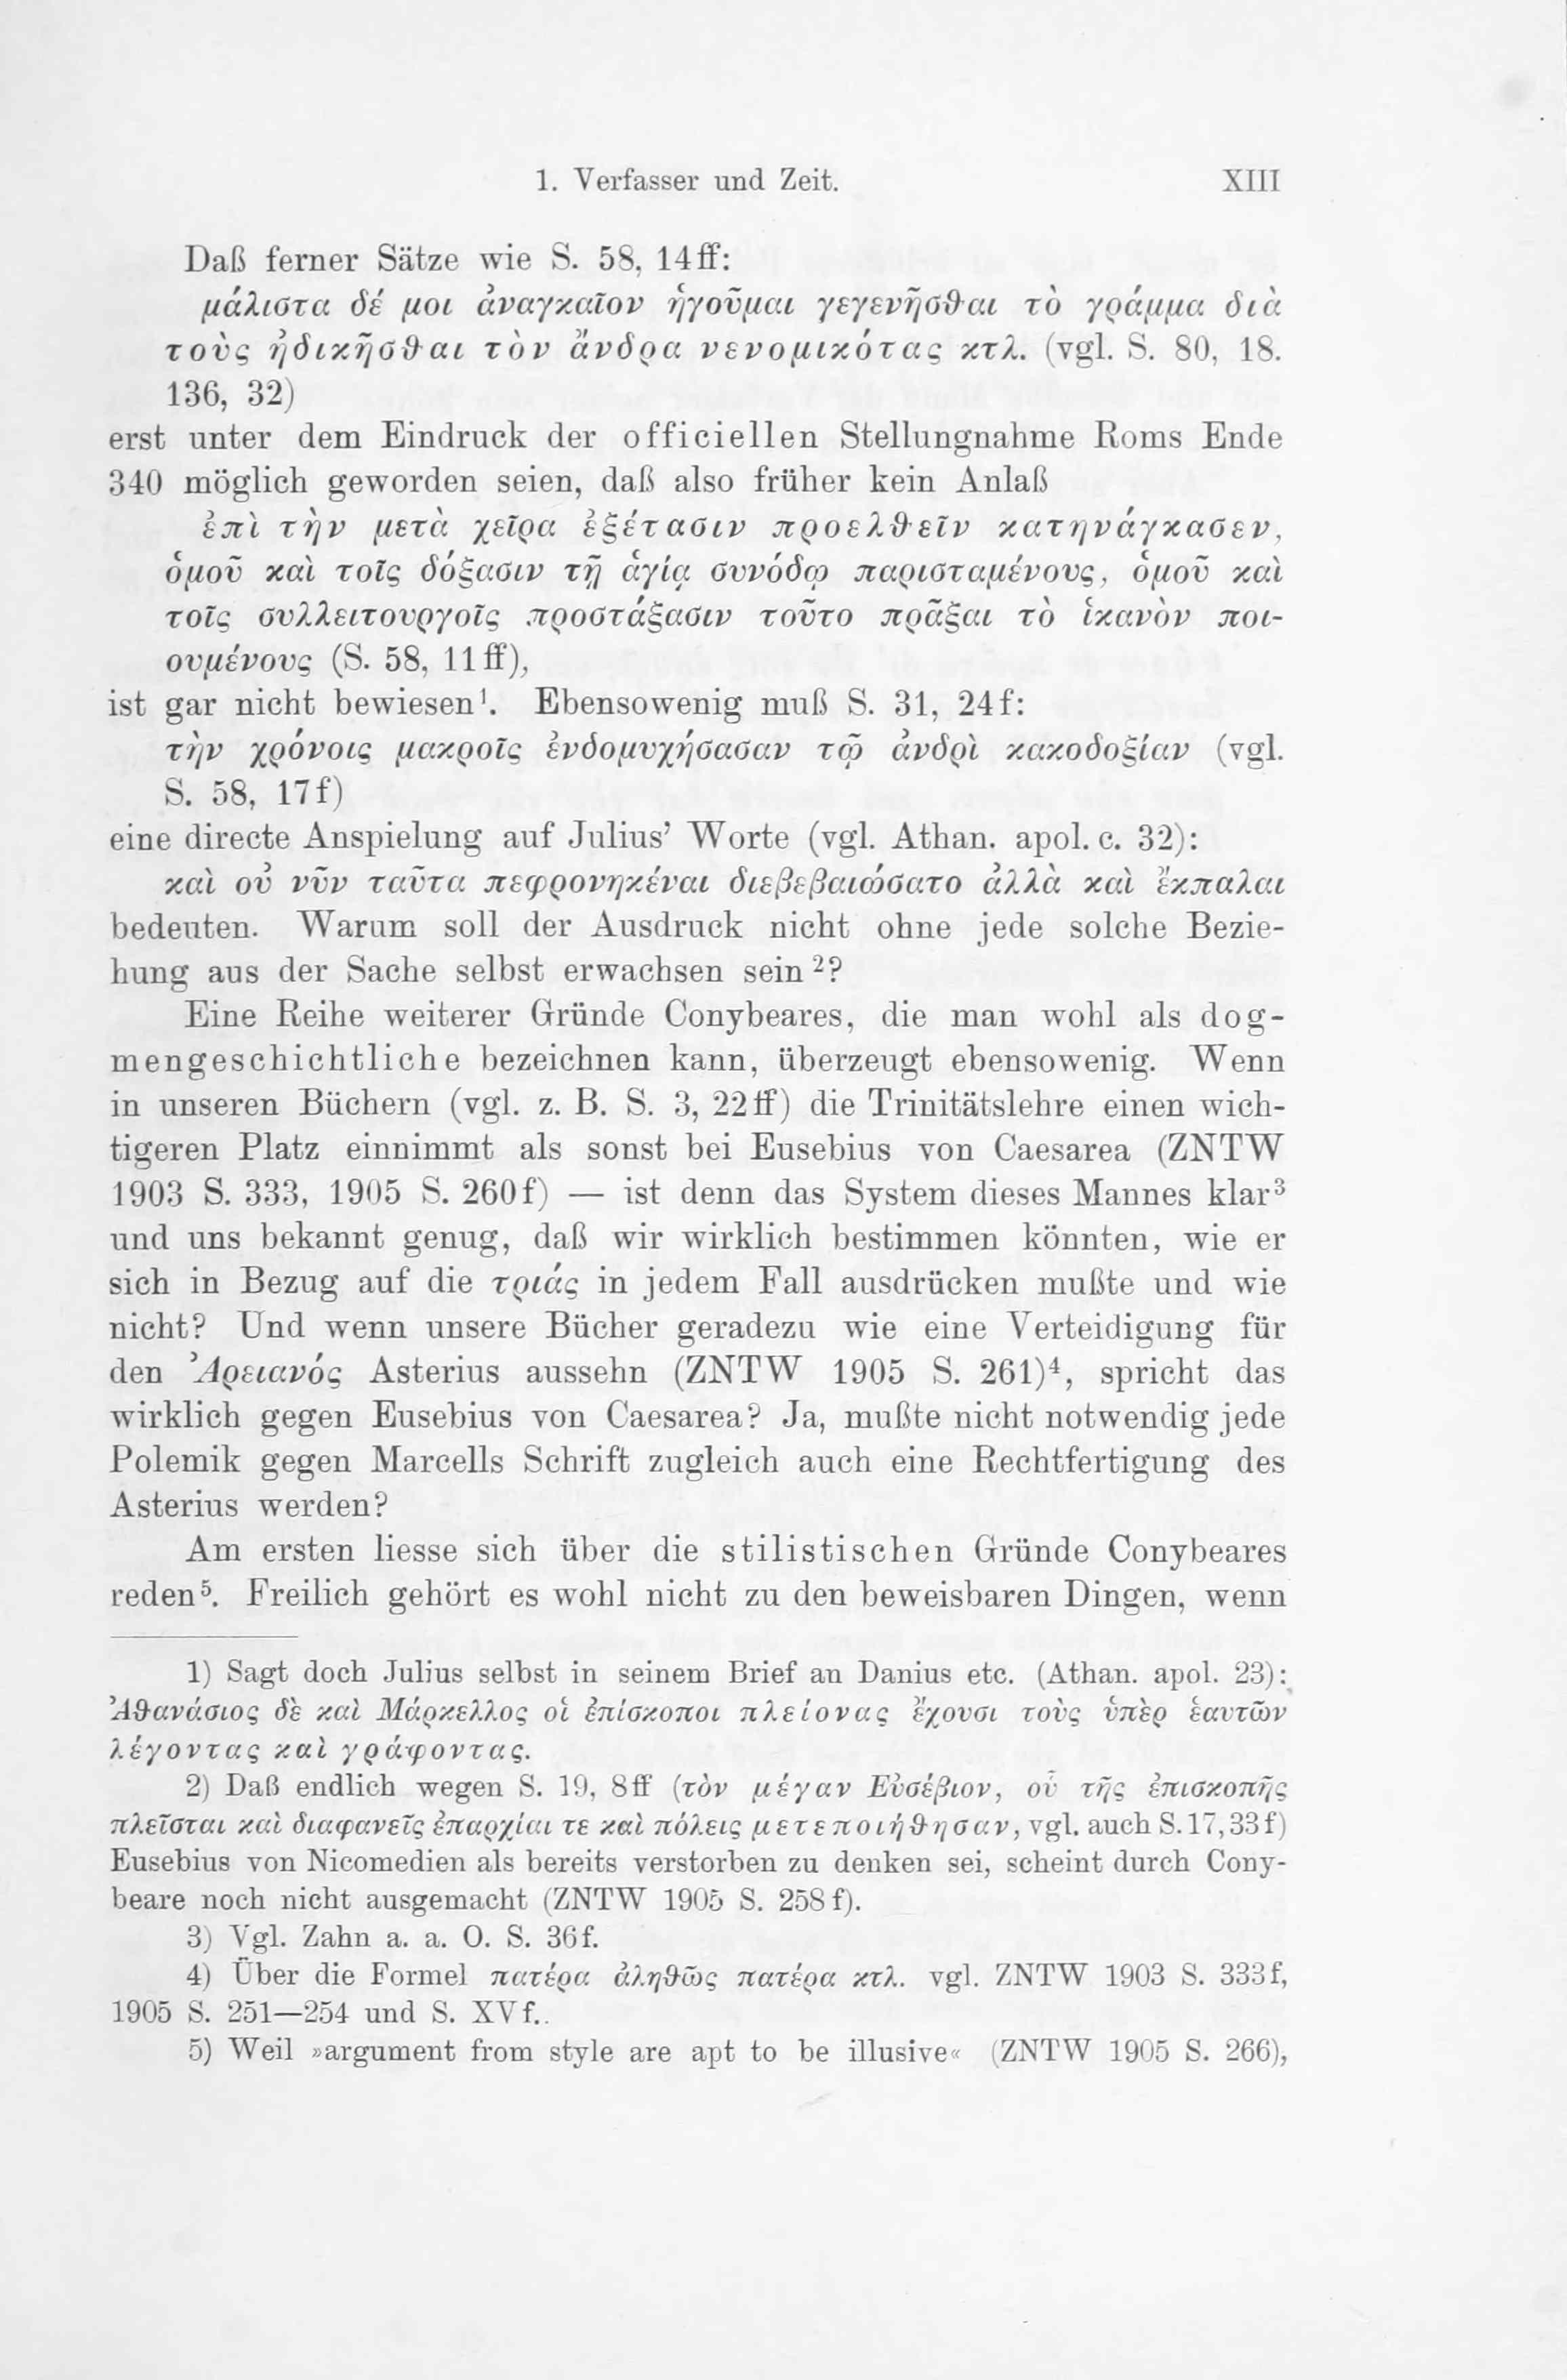 1. Verfasser und Zeit. XIII
Daß ferner Sätze wie S. 58, 14ff:
μάλιστα δέ μοι ἀναγκαῖον ἡγοῦμαι γεγενῆσθαι τὸ γράμμα διὰ
τοὺς ἠδικῆσθαι τὸν ἄνδρα νενομικότας κτλ. (vgl. S. 80, 18.
136, 32)
erst unter dem Eindruck der officiellen Stellungnahme Roms Ende
340 möglich geworden seien, daß also früher kein Anlaß
ἐπὶ τὴν μετὰ χεῖρα ἐξέτασιν προελθεῖν κατηνάγκασεν,
ὁμοῦ καὶ τοῖς δόξασιν τῇ ἁγίᾳ συνόδῳ παρισταμένους, ὁμοῦ καὶ
τοῖς συλλειτουργοῖς προστάξασιν τοῦτο πρᾶξαι τὸ ἱκανὸν ποι-
ουμένους (S. 58, 11ff),
ist gar nicht bewiesen¹. Ebensowenig muß S. 31, 24f:
τὴν χρόνοις μακροῖς ἐνδομυχήσασαν τῷ ἀνδρὶ κακοδοξίαν (vgl.
S. 58, 17f)
eine directe Anspielung auf Julius’ Worte (vgl. Athan. apol. c. 32):
καὶ οὐ νῦν ταῦτα πεφρονηκέναι διεβεβαιώσατο ἀλλὰ καὶ ἔκπαλαι
bedeuten. Warum soll der Ausdruck nicht ohne jede solche Bezie-
hung aus der Sache selbst erwachsen sein²?
Eine Reihe weiterer Gründe Conybeares, die man wohl als dog-
mengeschichtliche bezeichnen kann, überzeugt ebensowenig. Wenn
in unseren Büchern (vgl. z. B. S. 3, 22ff) die Trinitätslehre einen wich-
tigeren Platz einnimmt als sonst bei Eusebius von Caesarea (ZNTW
1903 S. 333, 1905 S. 260f) — ist denn das System dieses Mannes klar³
und uns bekannt genug, daß wir wirklich bestimmen könnten, wie er
sich in Bezug auf die τριάς in jedem Fall ausdrücken mußte und wie
nicht? Und wenn unsere Bücher geradezu wie eine Verteidigung für
den Ἀρειανός Asterius aussehn (ZNTW 1905 S. 261)⁴, spricht das
wirklich gegen Eusebius von Caesarea? Ja, mußte nicht notwendig jede
Polemik gegen Marcells Schrift zugleich auch eine Rechtfertigung des
Asterius werden?
Am ersten liesse sich über die stilistischen Gründe Conybeares
reden⁵. Freilich gehört es wohl nicht zu den beweisbaren Dingen, wenn
1) Sagt doch Julius selbst in seinem Brief an Danius etc. (Athan. apol. 23):
Ἀθανάσιος δὲ καὶ Μάρκελλος οἱ ἐπίσκοποι πλείονας ἔχουσι τοὺς ὑπὲρ ἑαυτῶν
λέγοντας καὶ γράφοντας.
2) Daß endlich wegen S. 19, 8ff (τὸν μέγαν Εὐσέβιον, οὗ τῆς ἐπισκοπῆς
πλεῖσται καὶ διαφανεῖς ἐπαρχίαι τε καὶ πόλεις μετεποιήθησαν, vgl. auch S. 17, 33f)
Eusebius von Nicomedien als bereits verstorben zu denken sei, scheint durch Cony-
beare noch nicht ausgemacht (ZNTW 1905 S. 258f).
3) Vgl. Zahn a. a. O. S. 36f.
4) Über die Formel πατέρα ἀληθῶς πατέρα κτλ. vgl. ZNTW 1903 S. 333f,
1905 S. 251—254 und S. XVf..
5) Weil »argument from style are apt to be illusive« (ZNTW 1905 S. 266),